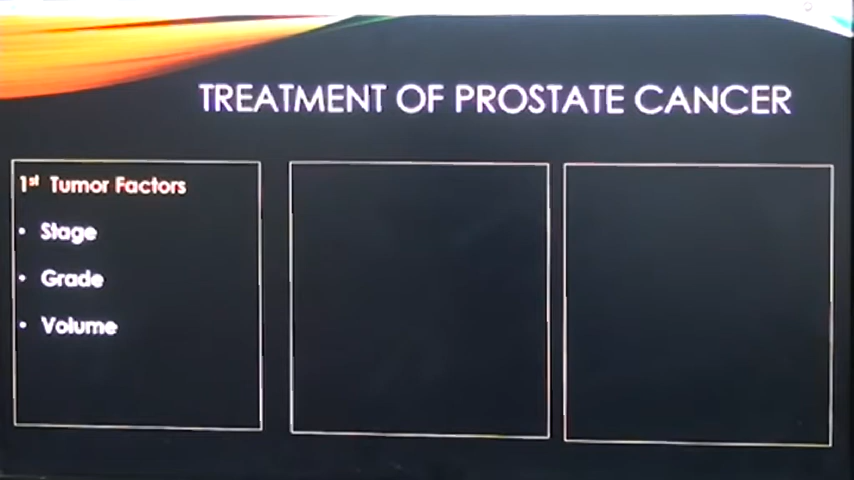 TREATMENT OF PROSTATE CANCER
1st Tumor Factors
• Stage
• Grade
• Volume